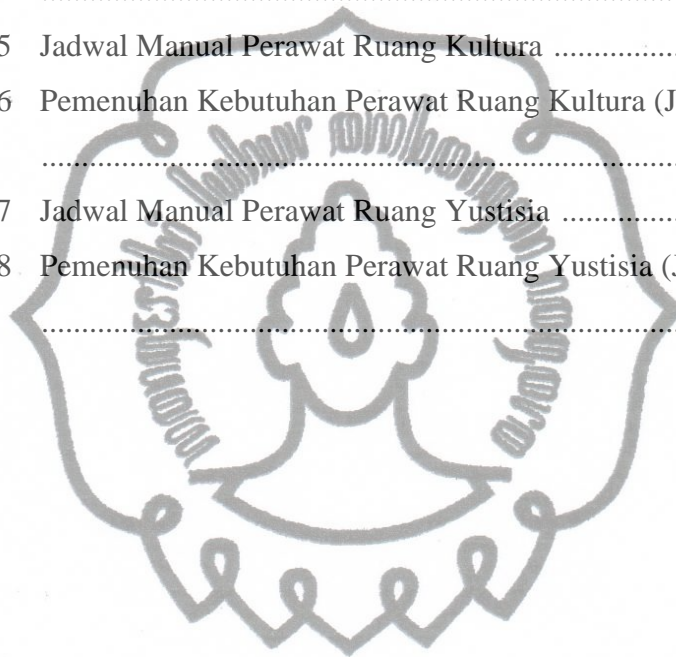 ................................................................................
5 Jadwal Manual Perawat Ruang Kultura ................
6 Pemenuhan Kebutuhan Perawat Ruang Kultura (J
................................................................................
7 Jadwal Manual Perawat Ruang Yustisia ...............
8 Pemenuhan Kebutuhan Perawat Ruang Yustisia (J
................................................................................